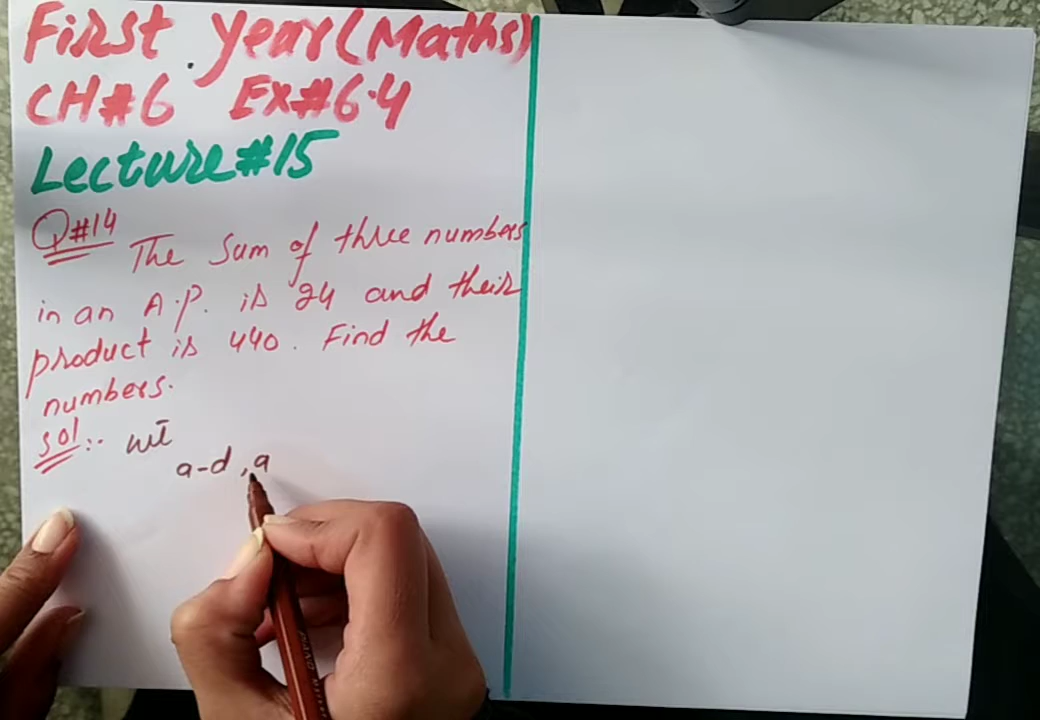 First year (Maths)
CH#6 Ex#6.4
Lecture#15
Q#14 The Sum of three numbers
in an A.P. is 24 and their
product is 440. Find the
numbers.
Sol:-
a-d, a